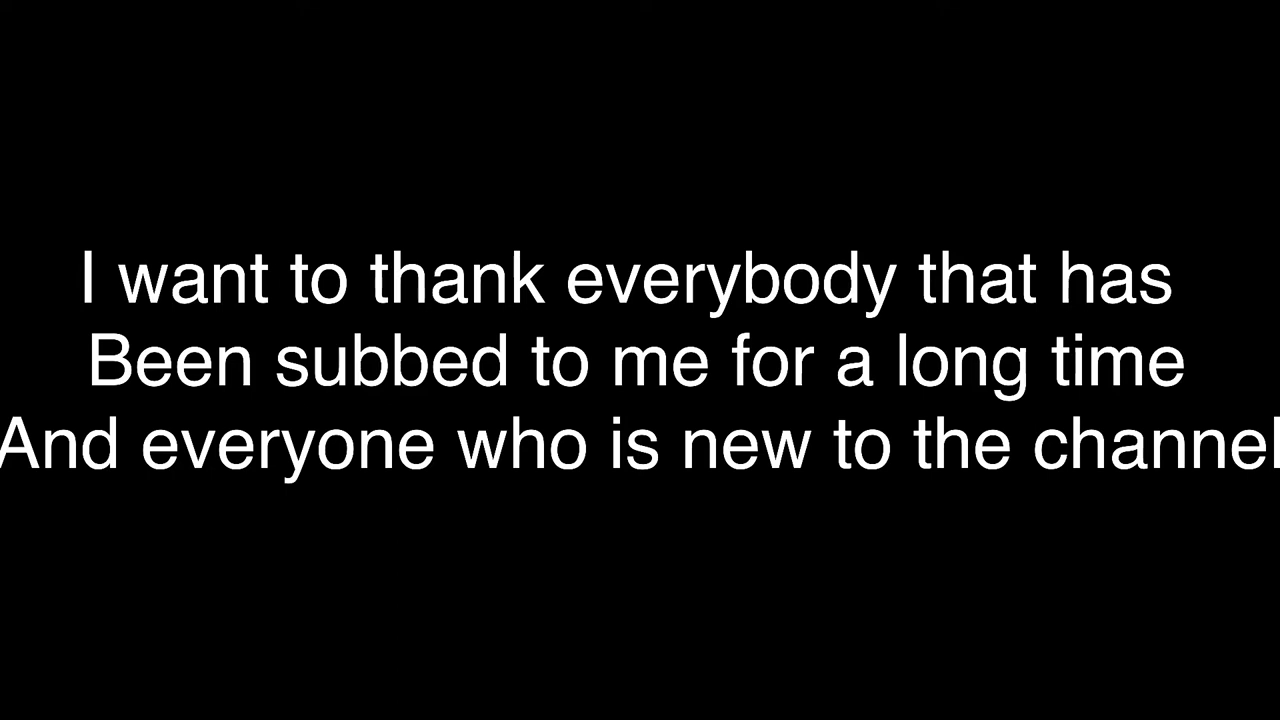 I want to thank everybody that has
Been subbed to me for a long time
And everyone who is new to the channel